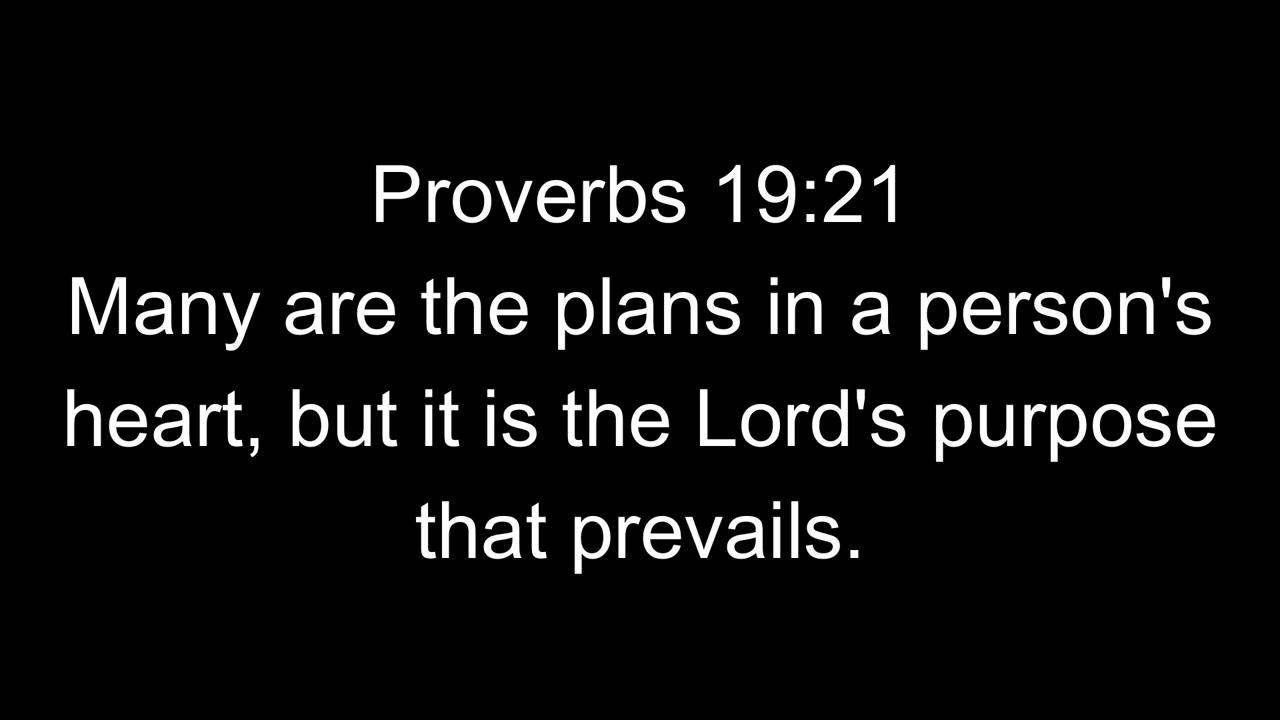 Proverbs 19:21
Many are the plans in a person's
heart, but it is the Lord's purpose
that prevails.